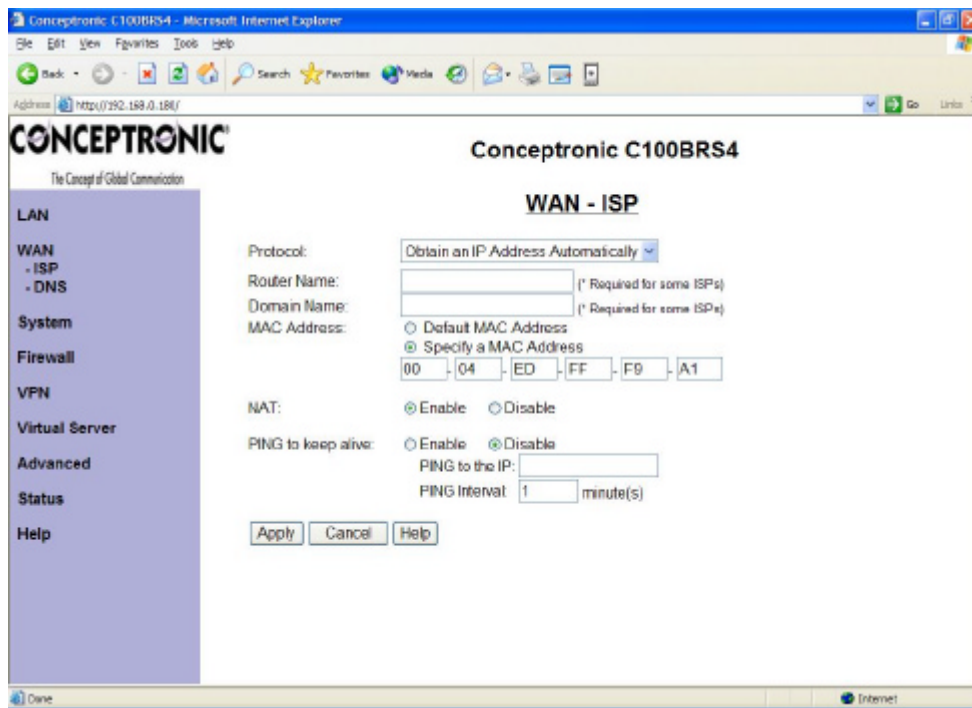 Conceptronic C100BRS4 - Microsoft Internet Explorer
File Edit View Favorites Tools Help
Back Search Favorites Media
Address http://192.168.0.186/ Go Links
CONCEPTRONIC®
The Concept of Global Communication
Conceptronic C100BRS4
WAN - ISP
LAN
WAN
- ISP
- DNS
System
Firewall
VPN
Virtual Server
Advanced
Status
Help
Protocol: Obtain an IP Address Automatically
Router Name: (* Required for some ISPs)
Domain Name: (* Required for some ISPs)
MAC Address: Default MAC Address
Specify a MAC Address
00 - 04 - ED - FF - F9 - A1
NAT: Enable Disable
PING to keep alive: Enable Disable
PING to the IP:
PING Interval: 1 minute(s)
Apply Cancel Help
Done Internet